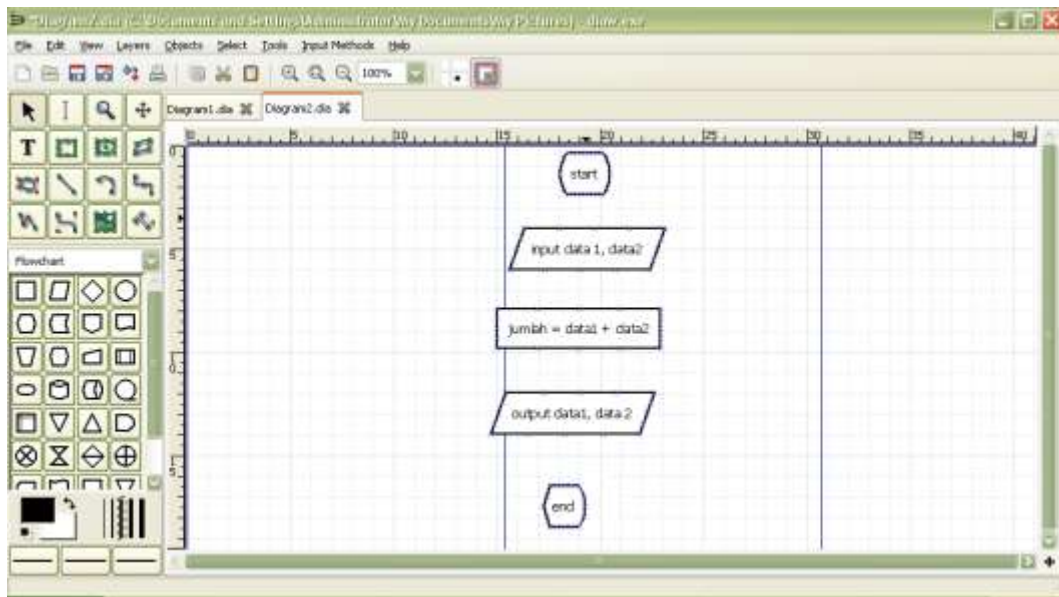 File Edit View Layers Objects Select Tools Input Methods Help
100%
Diagram1.dia Diagram2.dia
Flowchart
start
input data 1, data2
jumlah = data1 + data2
output data1, data 2
end